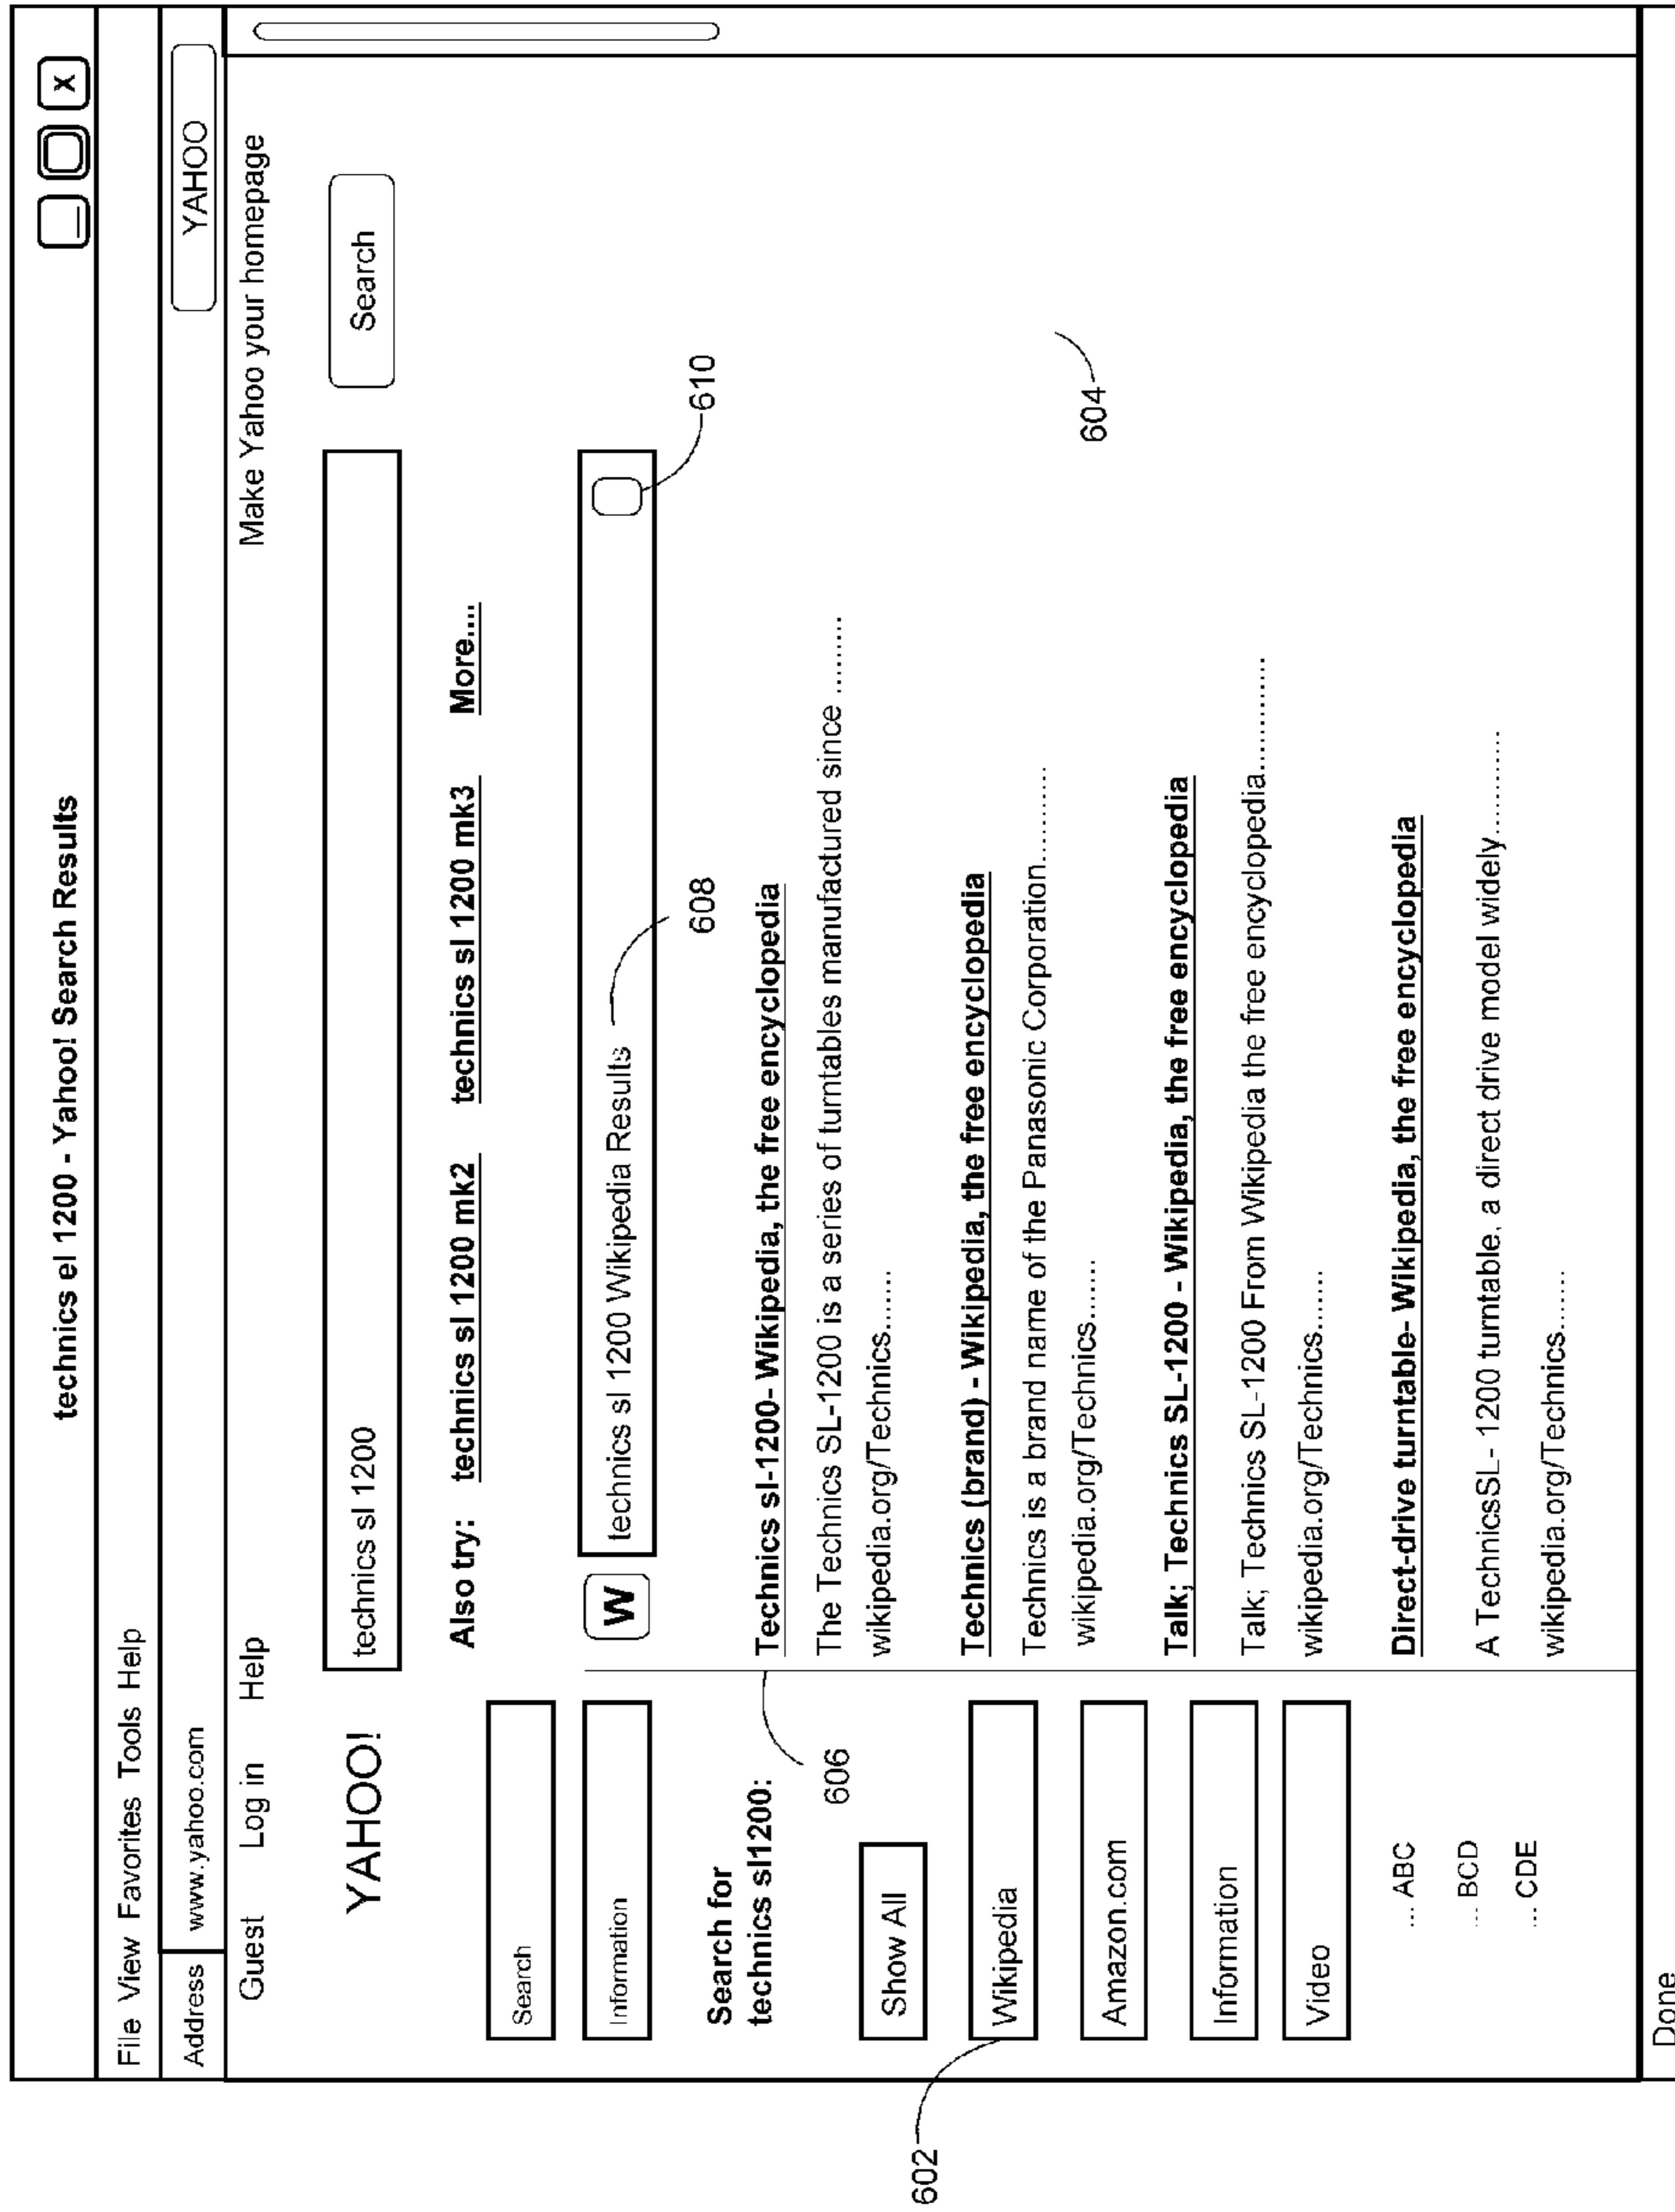 technics el 1200 - Yahoo! Search Results
_ x
File View Favorites Tools Help
Address www.yahoo.com YAHOO
Guest Log in Help Make Yahoo your homepage
YAHOO! technics sl 1200 Search
Also try: technics sl 1200 mk2 technics sl 1200 mk3 More....
Search
Information
W technics sl 1200 Wikipedia Results
608
610
Search for
technics sl1200:
606
Show All
602
Wikipedia
Amazon.com
Information
Video
... ABC
... BCD
... CDE
Technics sl-1200- Wikipedia, the free encyclopedia
The Technics SL-1200 is a series of turntables manufactured since .........
wikipedia.org/Technics.......
Technics (brand) - Wikipedia, the free encyclopedia
Technics is a brand name of the Panasonic Corporation............
wikipedia.org/Technics.......
604
Talk; Technics SL-1200 - Wikipedia, the free encyclopedia
Talk; Technics SL-1200 From Wikipedia the free encyclopedia.............
wikipedia.org/Technics.......
Direct-drive turntable- Wikipedia, the free encyclopedia
A TechnicsSL- 1200 turntable, a direct drive model widely............
wikipedia.org/Technics.......
Done